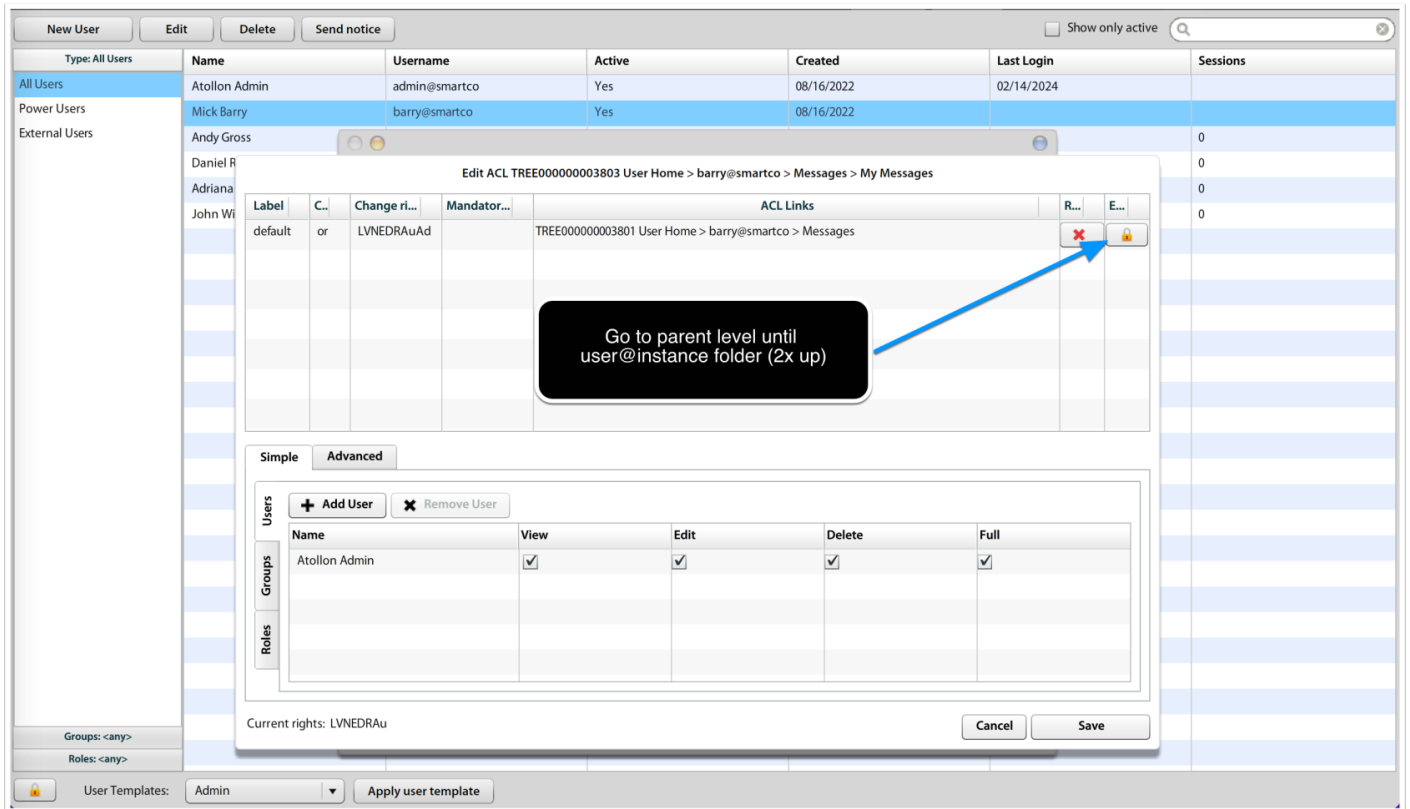 New User Edit Delete Send notice Show only active
Type: All Users Name Username Active Created Last Login Sessions
All Users Atollon Admin admin@smartco Yes 08/16/2022 02/14/2024
Power Users Mick Barry barry@smartco Yes 08/16/2022
External Users Andy Gross 0
Daniel R 0
Adriana 0
John Wi 0
Edit ACL TREE000000003803 User Home > barry@smartco > Messages > My Messages
Label C.. Change ri... Mandator... ACL Links R... E...
default or LVNEDRAuAd TREE000000003801 User Home > barry@smartco > Messages
Go to parent level until
user@instance folder (2x up)
Simple Advanced
Users
Groups
Roles
Add User Remove User
Name View Edit Delete Full
Atollon Admin
Current rights: LVNEDRAu Cancel Save
Groups: <any>
Roles: <any>
User Templates: Admin Apply user template